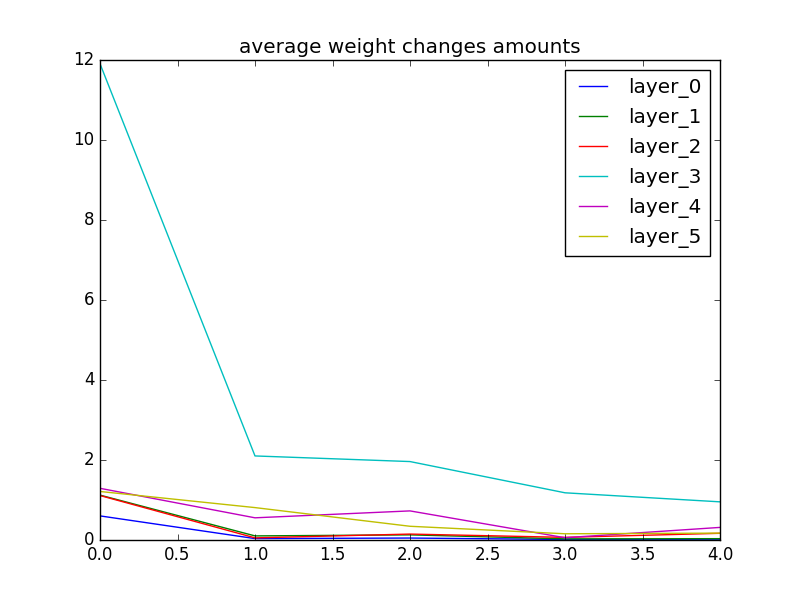 average weight changes amounts
12
10
8
6
4
2
0
0.0 0.5 1.0 1.5 2.0 2.5 3.0 3.5 4.0
layer_0
layer_1
layer_2
layer_3
layer_4
layer_5